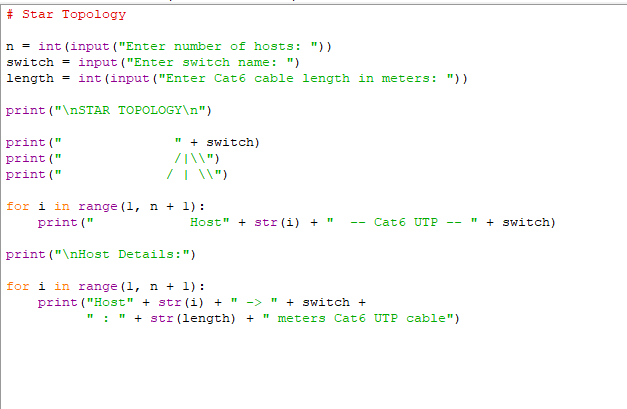 # Star Topology
n = int(input("Enter number of hosts: "))
switch = input("Enter switch name: ")
length = int(input("Enter Cat6 cable length in meters: "))
print("\nSTAR TOPOLOGY\n")
print("              " + switch)
print("              /|\\")
print("             / | \\")
for i in range(1, n + 1):
    print("            Host" + str(i) + "  -- Cat6 UTP -- " + switch)
print("\nHost Details:")
for i in range(1, n + 1):
    print("Host" + str(i) + " -> " + switch +
          " : " + str(length) + " meters Cat6 UTP cable")